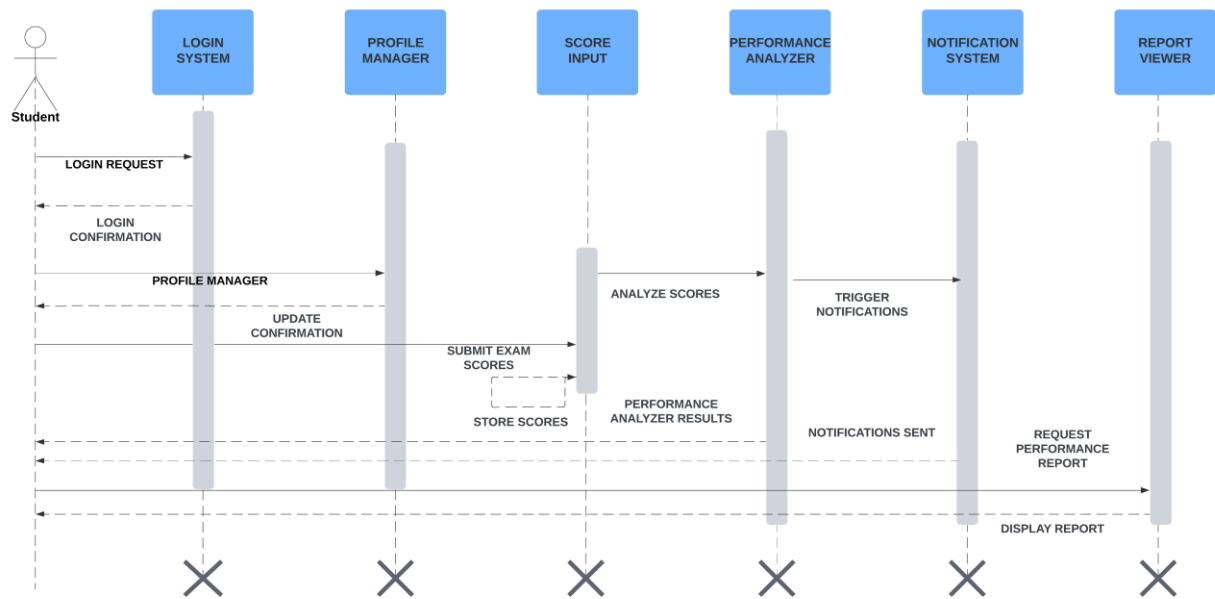 LOGIN
SYSTEM
PROFILE
MANAGER
SCORE
INPUT
PERFORMANCE
ANALYZER
NOTIFICATION
SYSTEM
REPORT
VIEWER
Student
LOGIN REQUEST
LOGIN
CONFIRMATION
PROFILE MANAGER
ANALYZE SCORES
TRIGGER
NOTIFICATIONS
UPDATE
CONFIRMATION
SUBMIT EXAM
SCORES
STORE SCORES
PERFORMANCE
ANALYZER RESULTS
NOTIFICATIONS SENT
REQUEST
PERFORMANCE
REPORT
DISPLAY REPORT